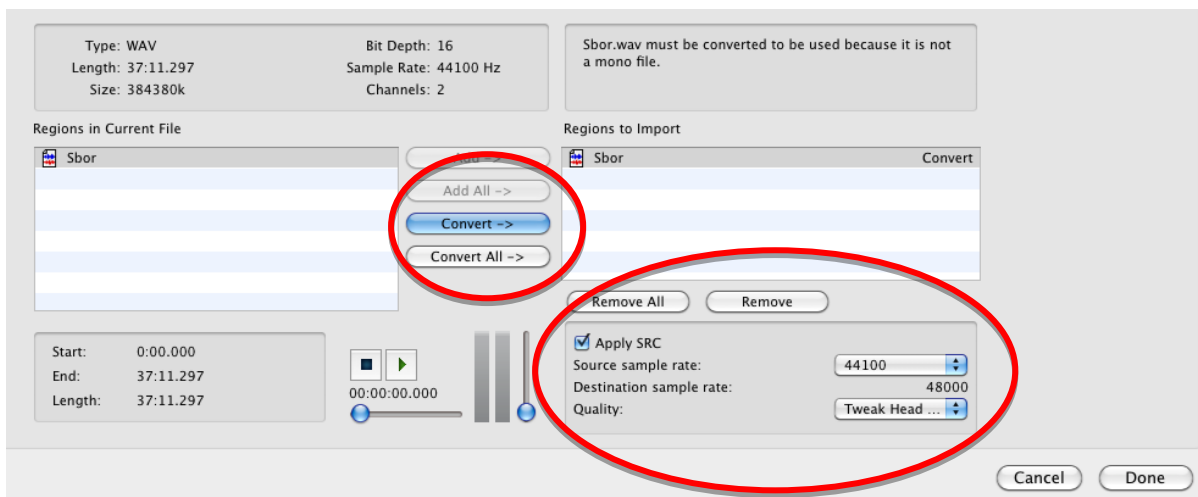 Type: WAV
Length: 37:11.297
Size: 384380k
Bit Depth: 16
Sample Rate: 44100 Hz
Channels: 2
Sbor.wav must be converted to be used because it is not
a mono file.
Regions in Current File
Sbor
Add ->
Add All ->
Convert ->
Convert All ->
Regions to Import
Sbor Convert
Remove All
Remove
Start: 0:00.000
End: 37:11.297
Length: 37:11.297
00:00:00.000
Apply SRC
Source sample rate: 44100
Destination sample rate: 48000
Quality: Tweak Head ...
Cancel
Done